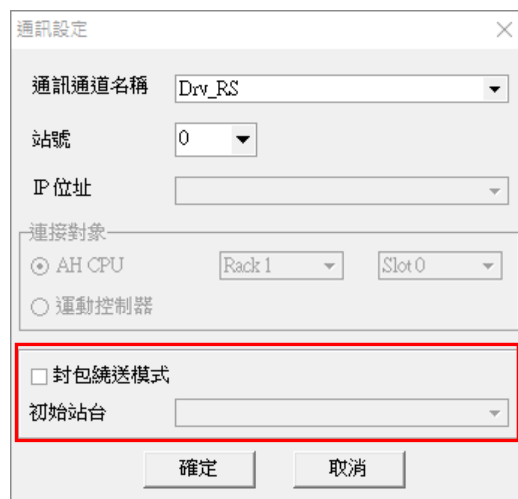 通訊設定
通訊通道名稱 Drv_RS
站號 0
IP 位址
連接對象
AH CPU Rack 1 Slot 0
運動控制器
封包繞送模式
初始站台
確定 取消